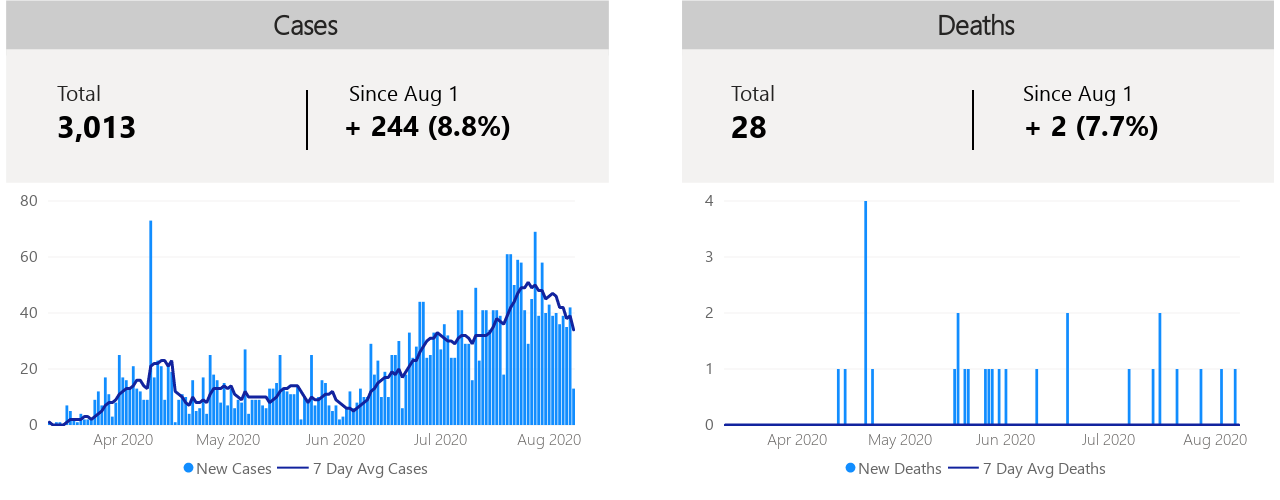 Cases
Total
Since Aug 1
3,013
+ 244 (8.8%)
80
60
40
20
0
Apr 2020 May 2020 Jun 2020 Jul 2020 Aug 2020
New Cases 7 Day Avg Cases
Deaths
Total
Since Aug 1
28
+ 2 (7.7%)
4
3
2
1
0
Apr 2020 May 2020 Jun 2020 Jul 2020 Aug 2020
New Deaths 7 Day Avg Deaths